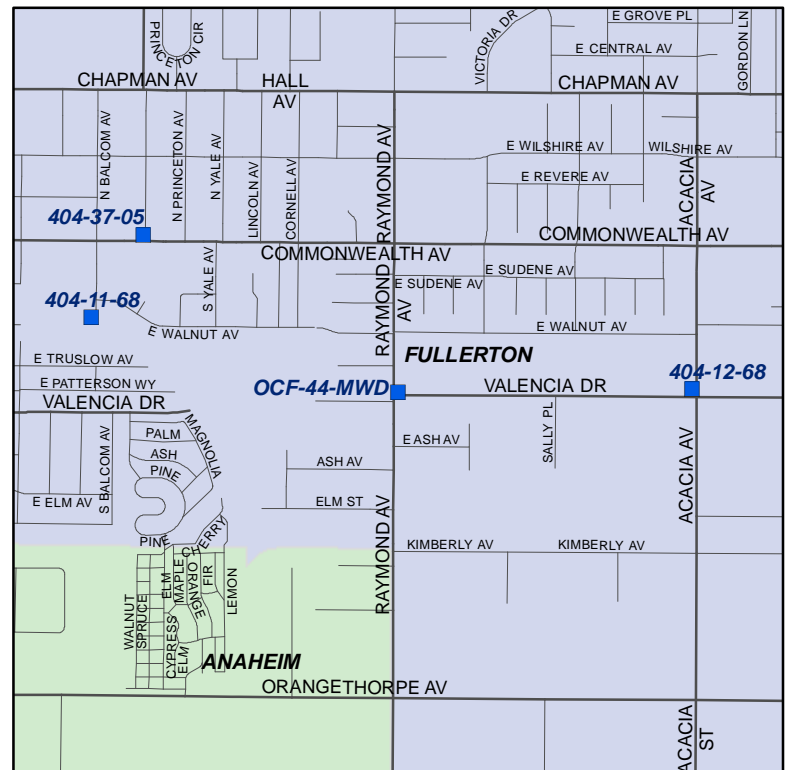 PRINCETON CIR
VICTORIA DR
E GROVE PL
GORDON LN
E CENTRAL AV
CHAPMAN AV
HALL
AV
CHAPMAN AV
N BALCOM AV
N PRINCETON AV
N YALE AV
LINCOLN AV
CORNELL AV
RAYMOND AV
E WILSHIRE AV
WILSHIRE AV
E REVERE AV
ACACIA
AV
404-37-05
COMMONWEALTH AV
COMMONWEALTH AV
S YALE AV
E SUDENE AV
E SUDENE AV
RAYMOND
AV
404-11-68
E WALNUT AV
E WALNUT AV
E TRUSLOW AV
FULLERTON
404-12-68
E PATTERSON WY
OCF-44-MWD
VALENCIA DR
VALENCIA DR
MAGNOLIA
PALM
ASH
PINE
S BALCOM AV
E ASH AV
SALLY PL
ASH AV
ACACIA AV
E ELM AV
ELM ST
RAYMOND AV
PINE
CHERRY
KIMBERLY AV
KIMBERLY AV
WALNUT
SPRUCE
ELM
MAPLE
ORANGE
FIR
LEMON
CYPRESS
ELM
ANAHEIM
ORANGETHORPE AV
ACACIA
ST